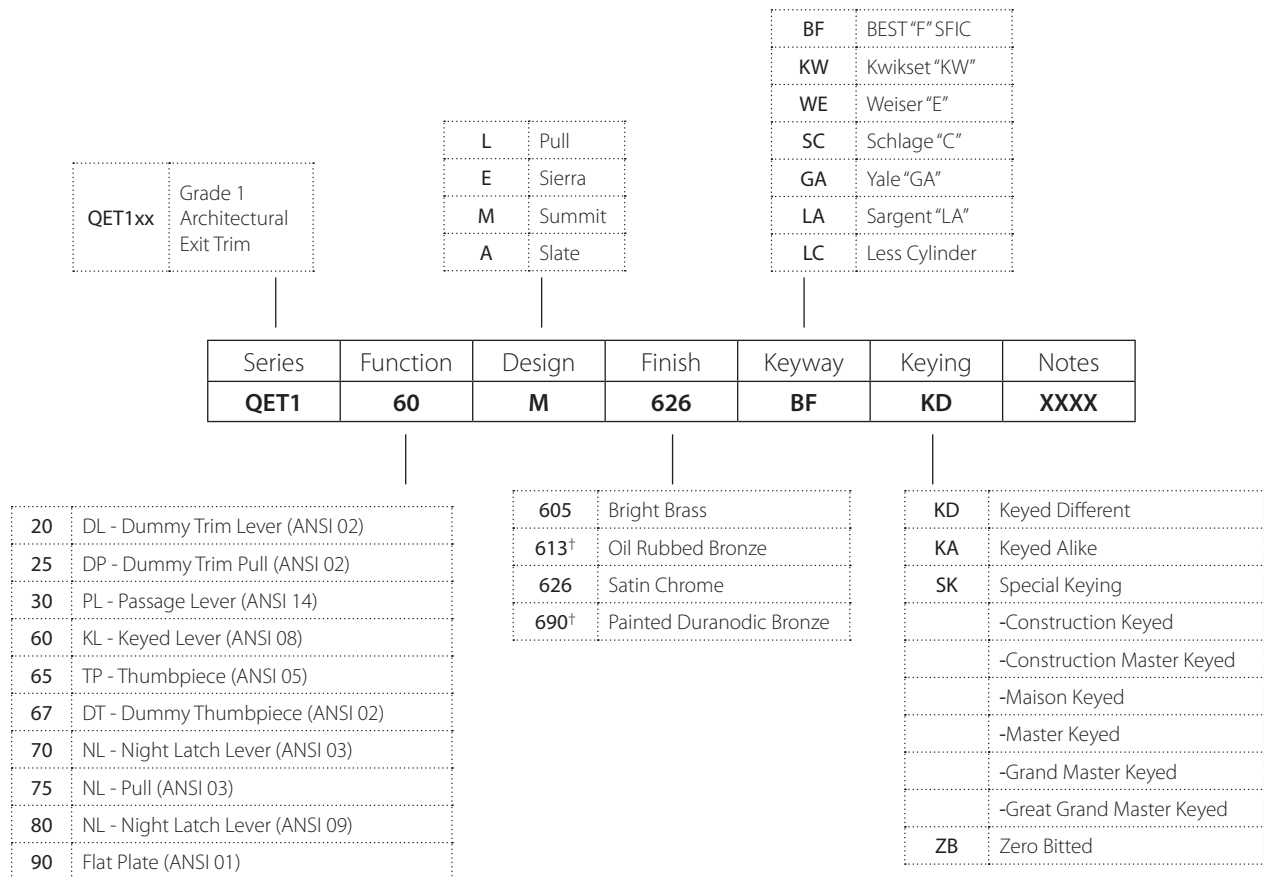 BF BEST “F” SFIC
KW Kwikset “KW”
WE Weiser “E”
SC Schlage “C”
GA Yale “GA”
LA Sargent “LA”
LC Less Cylinder
L Pull
E Sierra
M Summit
A Slate
QET1xx Grade 1
Architectural
Exit Trim
Series Function Design Finish Keyway Keying Notes
QET1 60 M 626 BF KD XXXX
20 DL - Dummy Trim Lever (ANSI 02)
25 DP - Dummy Trim Pull (ANSI 02)
30 PL - Passage Lever (ANSI 14)
60 KL - Keyed Lever (ANSI 08)
65 TP - Thumbpiece (ANSI 05)
67 DT - Dummy Thumbpiece (ANSI 02)
70 NL - Night Latch Lever (ANSI 03)
75 NL - Pull (ANSI 03)
80 NL - Night Latch Lever (ANSI 09)
90 Flat Plate (ANSI 01)
605 Bright Brass
613† Oil Rubbed Bronze
626 Satin Chrome
690† Painted Duranodic Bronze
KD Keyed Different
KA Keyed Alike
SK Special Keying
-Construction Keyed
-Construction Master Keyed
-Maison Keyed
-Master Keyed
-Grand Master Keyed
-Great Grand Master Keyed
ZB Zero Bitted